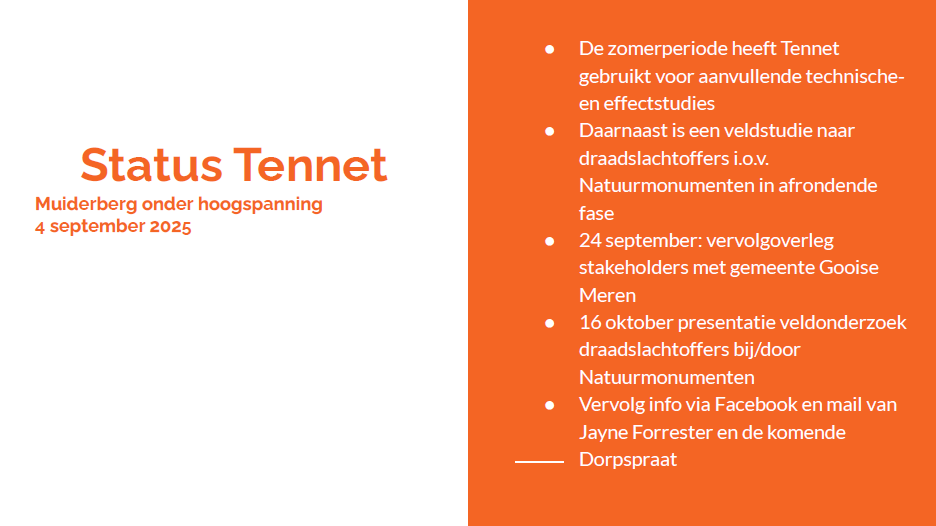 Status Tennet
Muiderberg onder hoogspanning
4 september 2025
● De zomerperiode heeft Tennet
gebruikt voor aanvullende technische-
en effectstudies
● Daarnaast is een veldstudie naar
draadslachtoffers i.o.v.
Natuurmonumenten in afrondende
fase
● 24 september: vervolgoverleg
stakeholders met gemeente Gooise
Meren
● 16 oktober presentatie veldonderzoek
draadslachtoffers bij/door
Natuurmonumenten
● Vervolg info via Facebook en mail van
Jayne Forrester en de komende
Dorpspraat